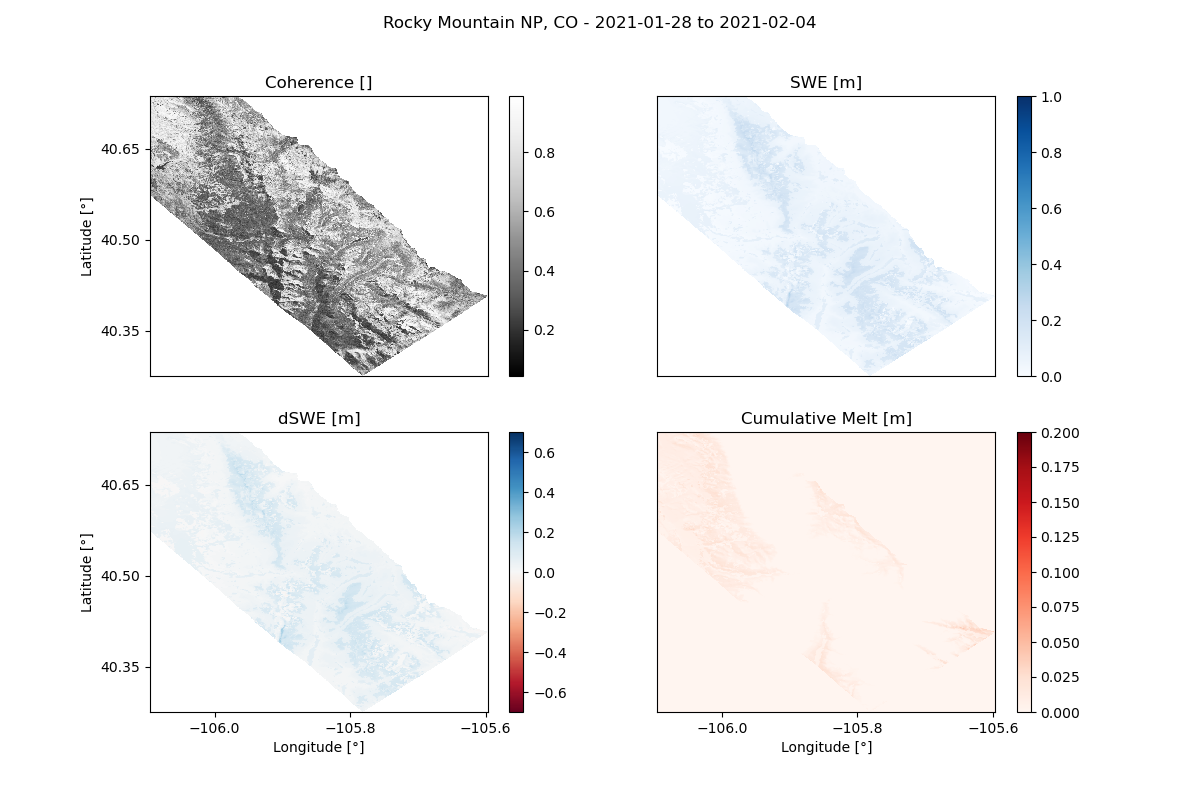 Rocky Mountain NP, CO - 2021-01-28 to 2021-02-04
Coherence []
SWE [m]
40.65
40.50
40.35
Latitude [°]
0.8
0.6
0.4
0.2
1.0
0.8
0.6
0.4
0.2
0.0
dSWE [m]
Cumulative Melt [m]
40.65
40.50
40.35
Latitude [°]
0.6
0.4
0.2
0.0
−0.2
−0.4
−0.6
0.200
0.175
0.150
0.125
0.100
0.075
0.050
0.025
0.000
−106.0 −105.8 −105.6
Longitude [°]
−106.0 −105.8 −105.6
Longitude [°]